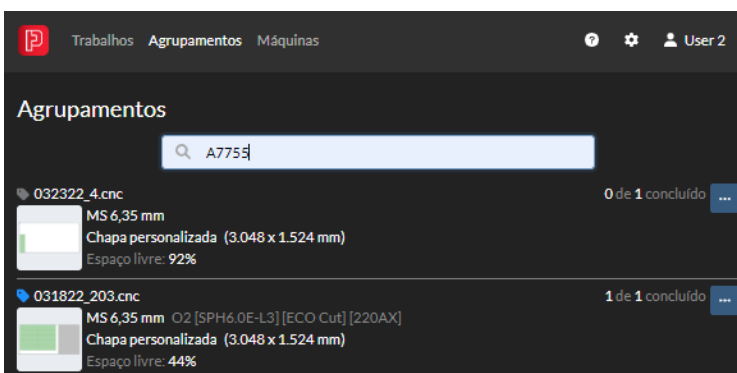 Trabalhos Agrupamentos Máquinas User 2
Agrupamentos
A7755
032322_4.cnc 0 de 1 concluído ...
MS 6,35 mm
Chapa personalizada (3.048 x 1.524 mm)
Espaço livre: 92%
031822_203.cnc 1 de 1 concluído ...
MS 6,35 mm O2 [SPH6.0E-L3] [ECO Cut] [220AX]
Chapa personalizada (3.048 x 1.524 mm)
Espaço livre: 44%